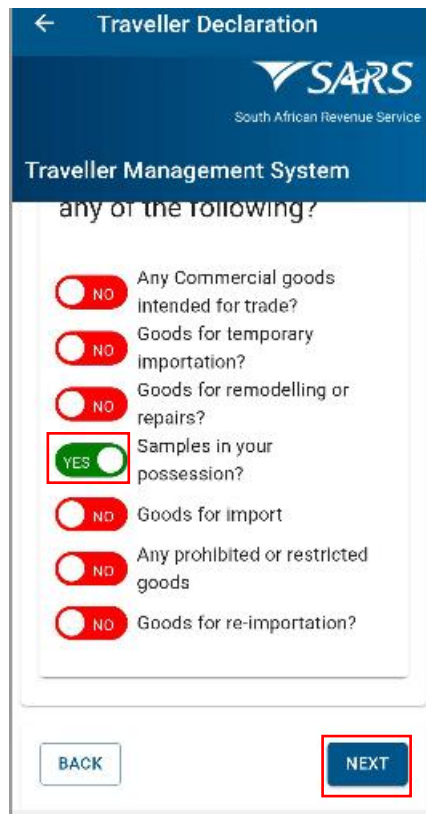 ← Traveller Declaration
SARS
South African Revenue Service
Traveller Management System
any of the following?
NO Any Commercial goods
intended for trade?
NO Goods for temporary
importation?
NO Goods for remodelling or
repairs?
YES Samples in your
possession?
NO Goods for import
NO Any prohibited or restricted
goods
NO Goods for re-importation?
BACK NEXT